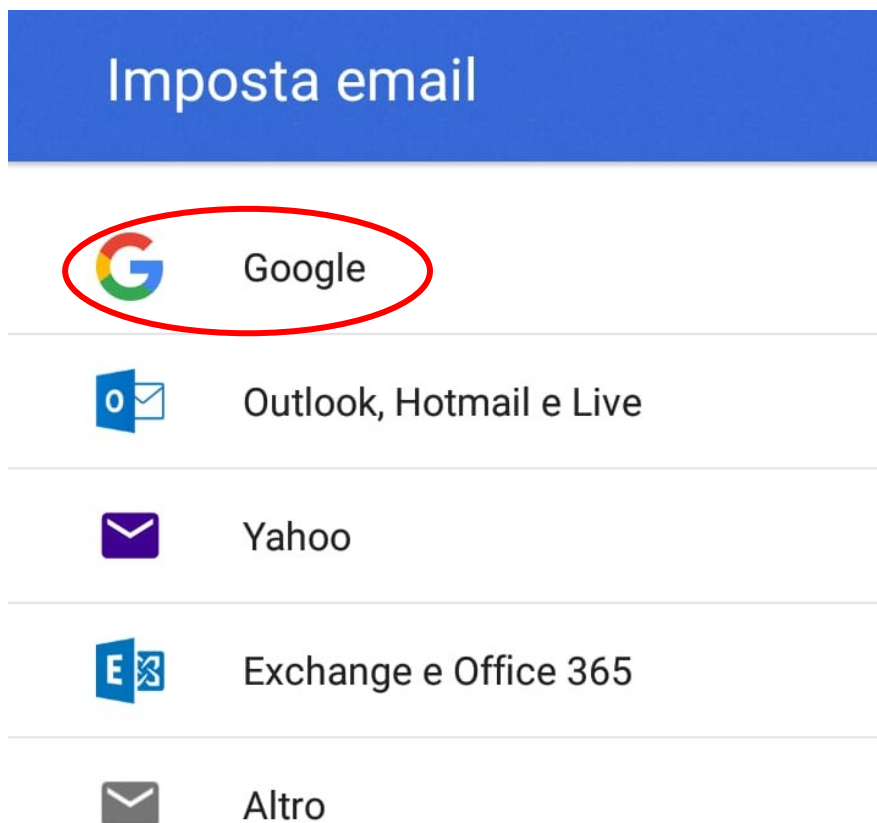 Imposta email
Google
Outlook, Hotmail e Live
Yahoo
Exchange e Office 365
Altro